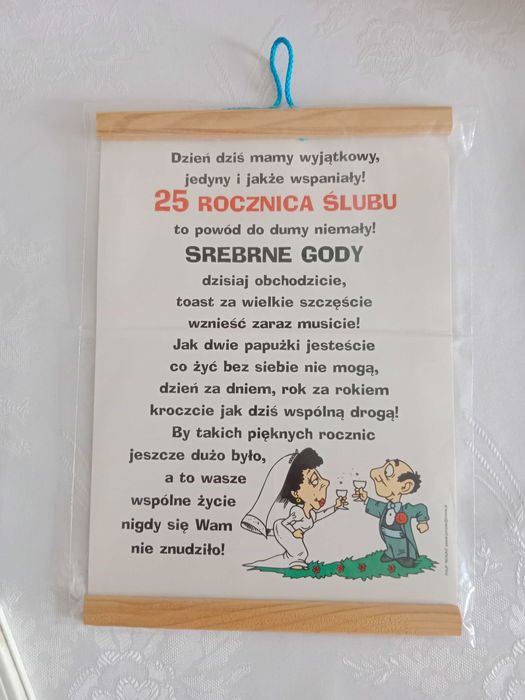 Dzień dziś mamy wyjątkowy,
jedyny i jakże wspaniały!
25 ROCZNICA ŚLUBU
to powód do dumy niemały!
SREBRNE GODY
dzisiaj obchodzicie,
toast za wielkie szczęście
wznieść zaraz musicie!
Jak dwie papużki jesteście
co żyć bez siebie nie mogą,
dzień za dniem, rok za rokiem
kroczcie jak dziś wspólną drogą!
By takich pięknych rocznic
jeszcze dużo było,
a to wasze
wspólne życie
nigdy się Wam
nie znudziło!